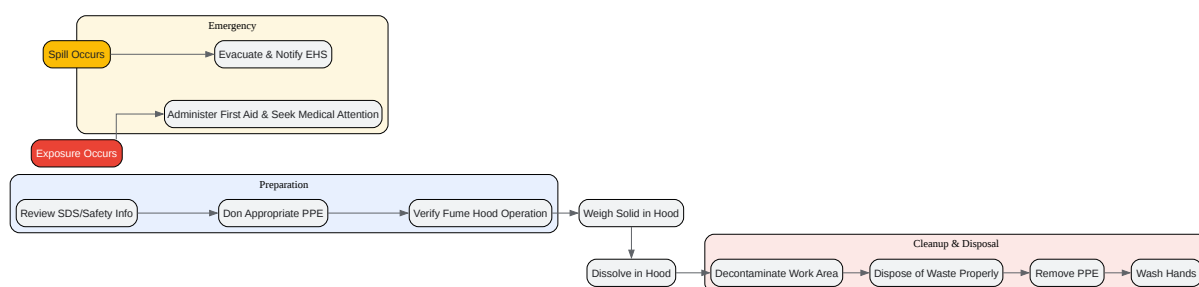 Emergency
Spill Occurs
Evacuate & Notify EHS
Administer First Aid & Seek Medical Attention
Exposure Occurs
Preparation
Review SDS/Safety Info
Don Appropriate PPE
Verify Fume Hood Operation
Weigh Solid in Hood
Cleanup & Disposal
Dissolve in Hood
Decontaminate Work Area
Dispose of Waste Properly
Remove PPE
Wash Hands